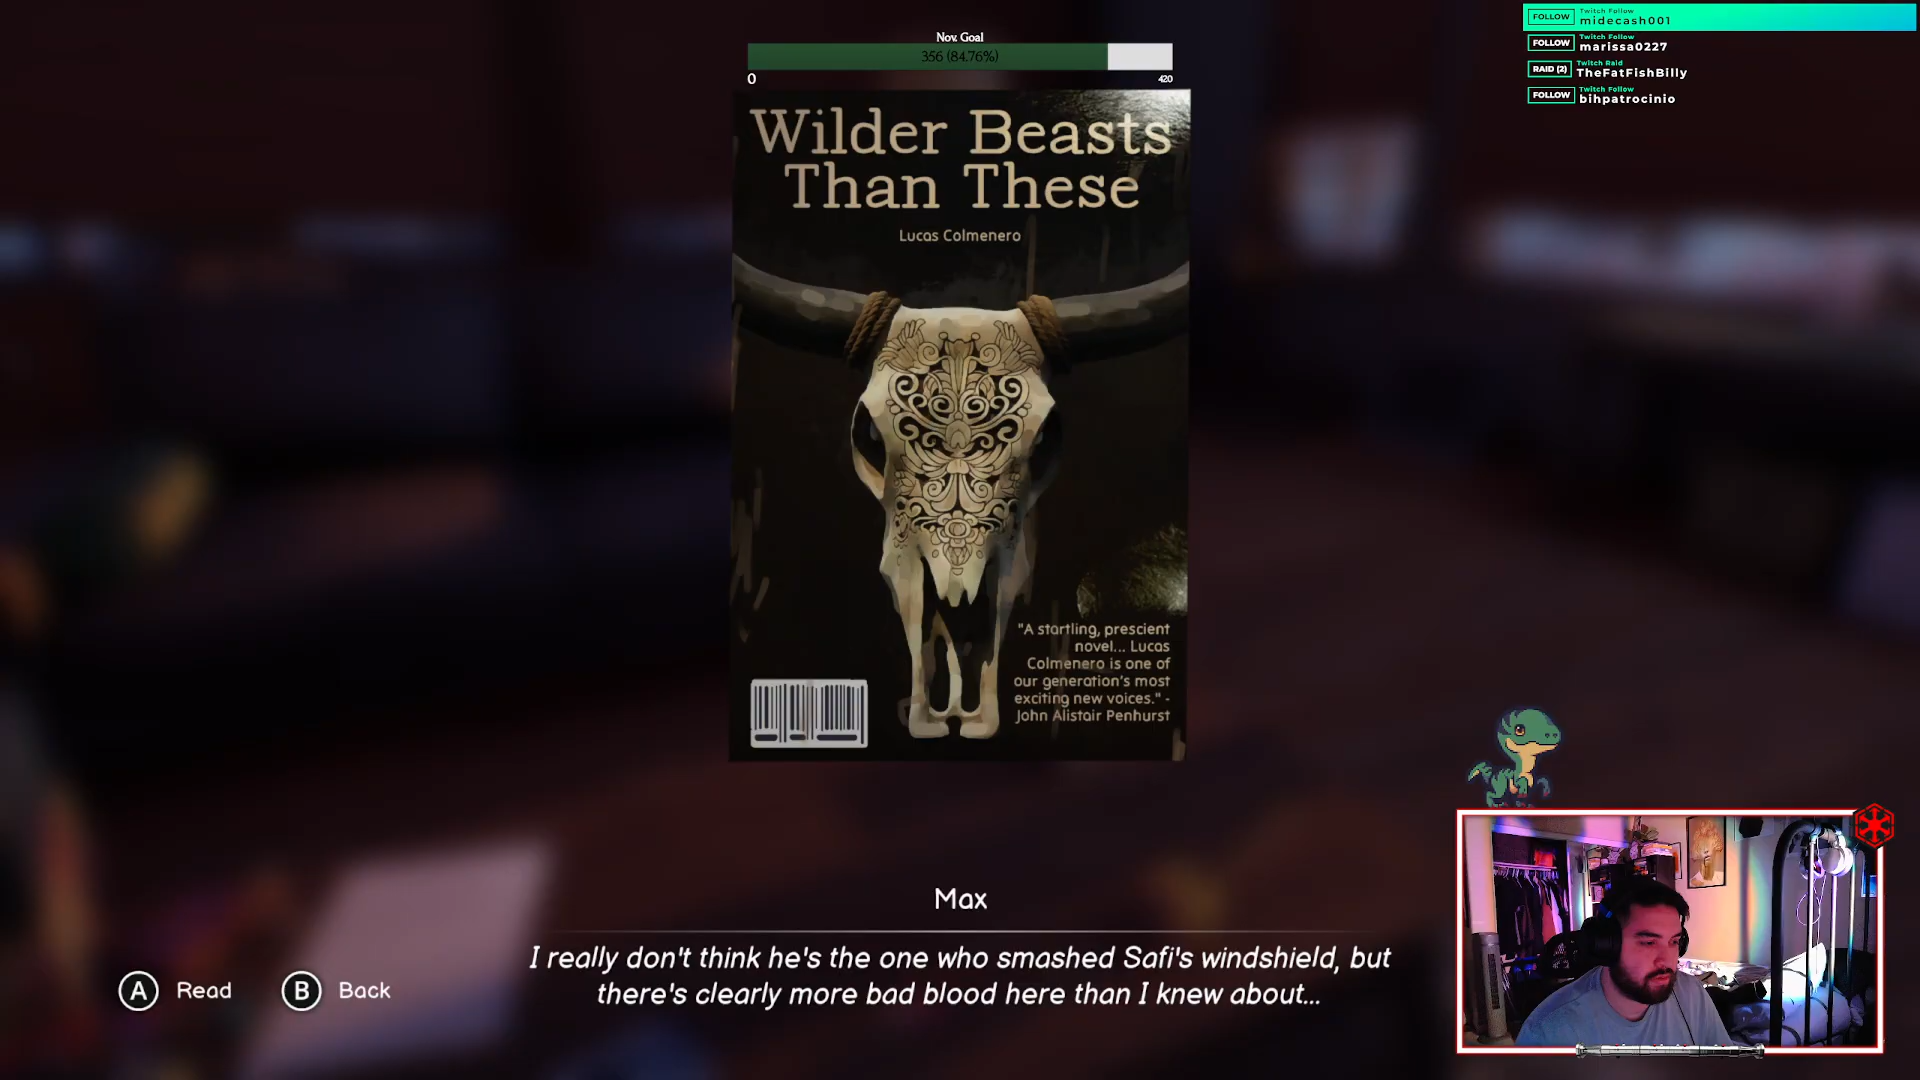 Nov. Goal
356 (84.76%)
0
420
FOLLOW
Twitch Follow
midecash001
FOLLOW
Twitch Follow
marissa0227
RAID (2)
Twitch Raid
TheFatFishBilly
FOLLOW
Twitch Follow
bihpatrocinio
Wilder Beasts
Than These
Lucas Colmenero
"A startling, prescient
novel... Lucas
Colmenero is one of
our generation's most
exciting new voices." -
John Alistair Penhurst
Max
I really don't think he's the one who smashed Safi's windshield, but
there's clearly more bad blood here than I knew about...
A Read
B Back